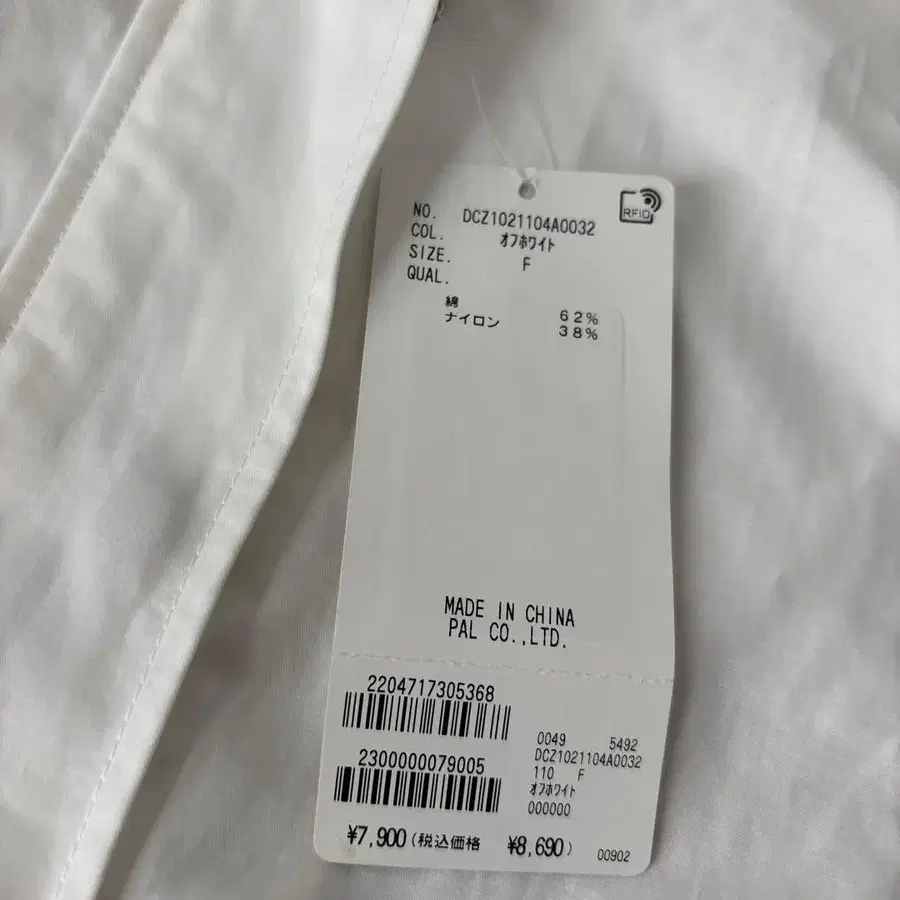 RFID
NO. DCZ1021104A0032
COL. オフホワイト
SIZE. F
QUAL.
綿 62%
ナイロン 38%
MADE IN CHINA
PAL CO.,LTD.
2204717305368
2300000079005
0049 5492
DCZ1021104A0032
110 F
オフホワイト
000000
¥7,900(税込価格 ¥8,690)
00902